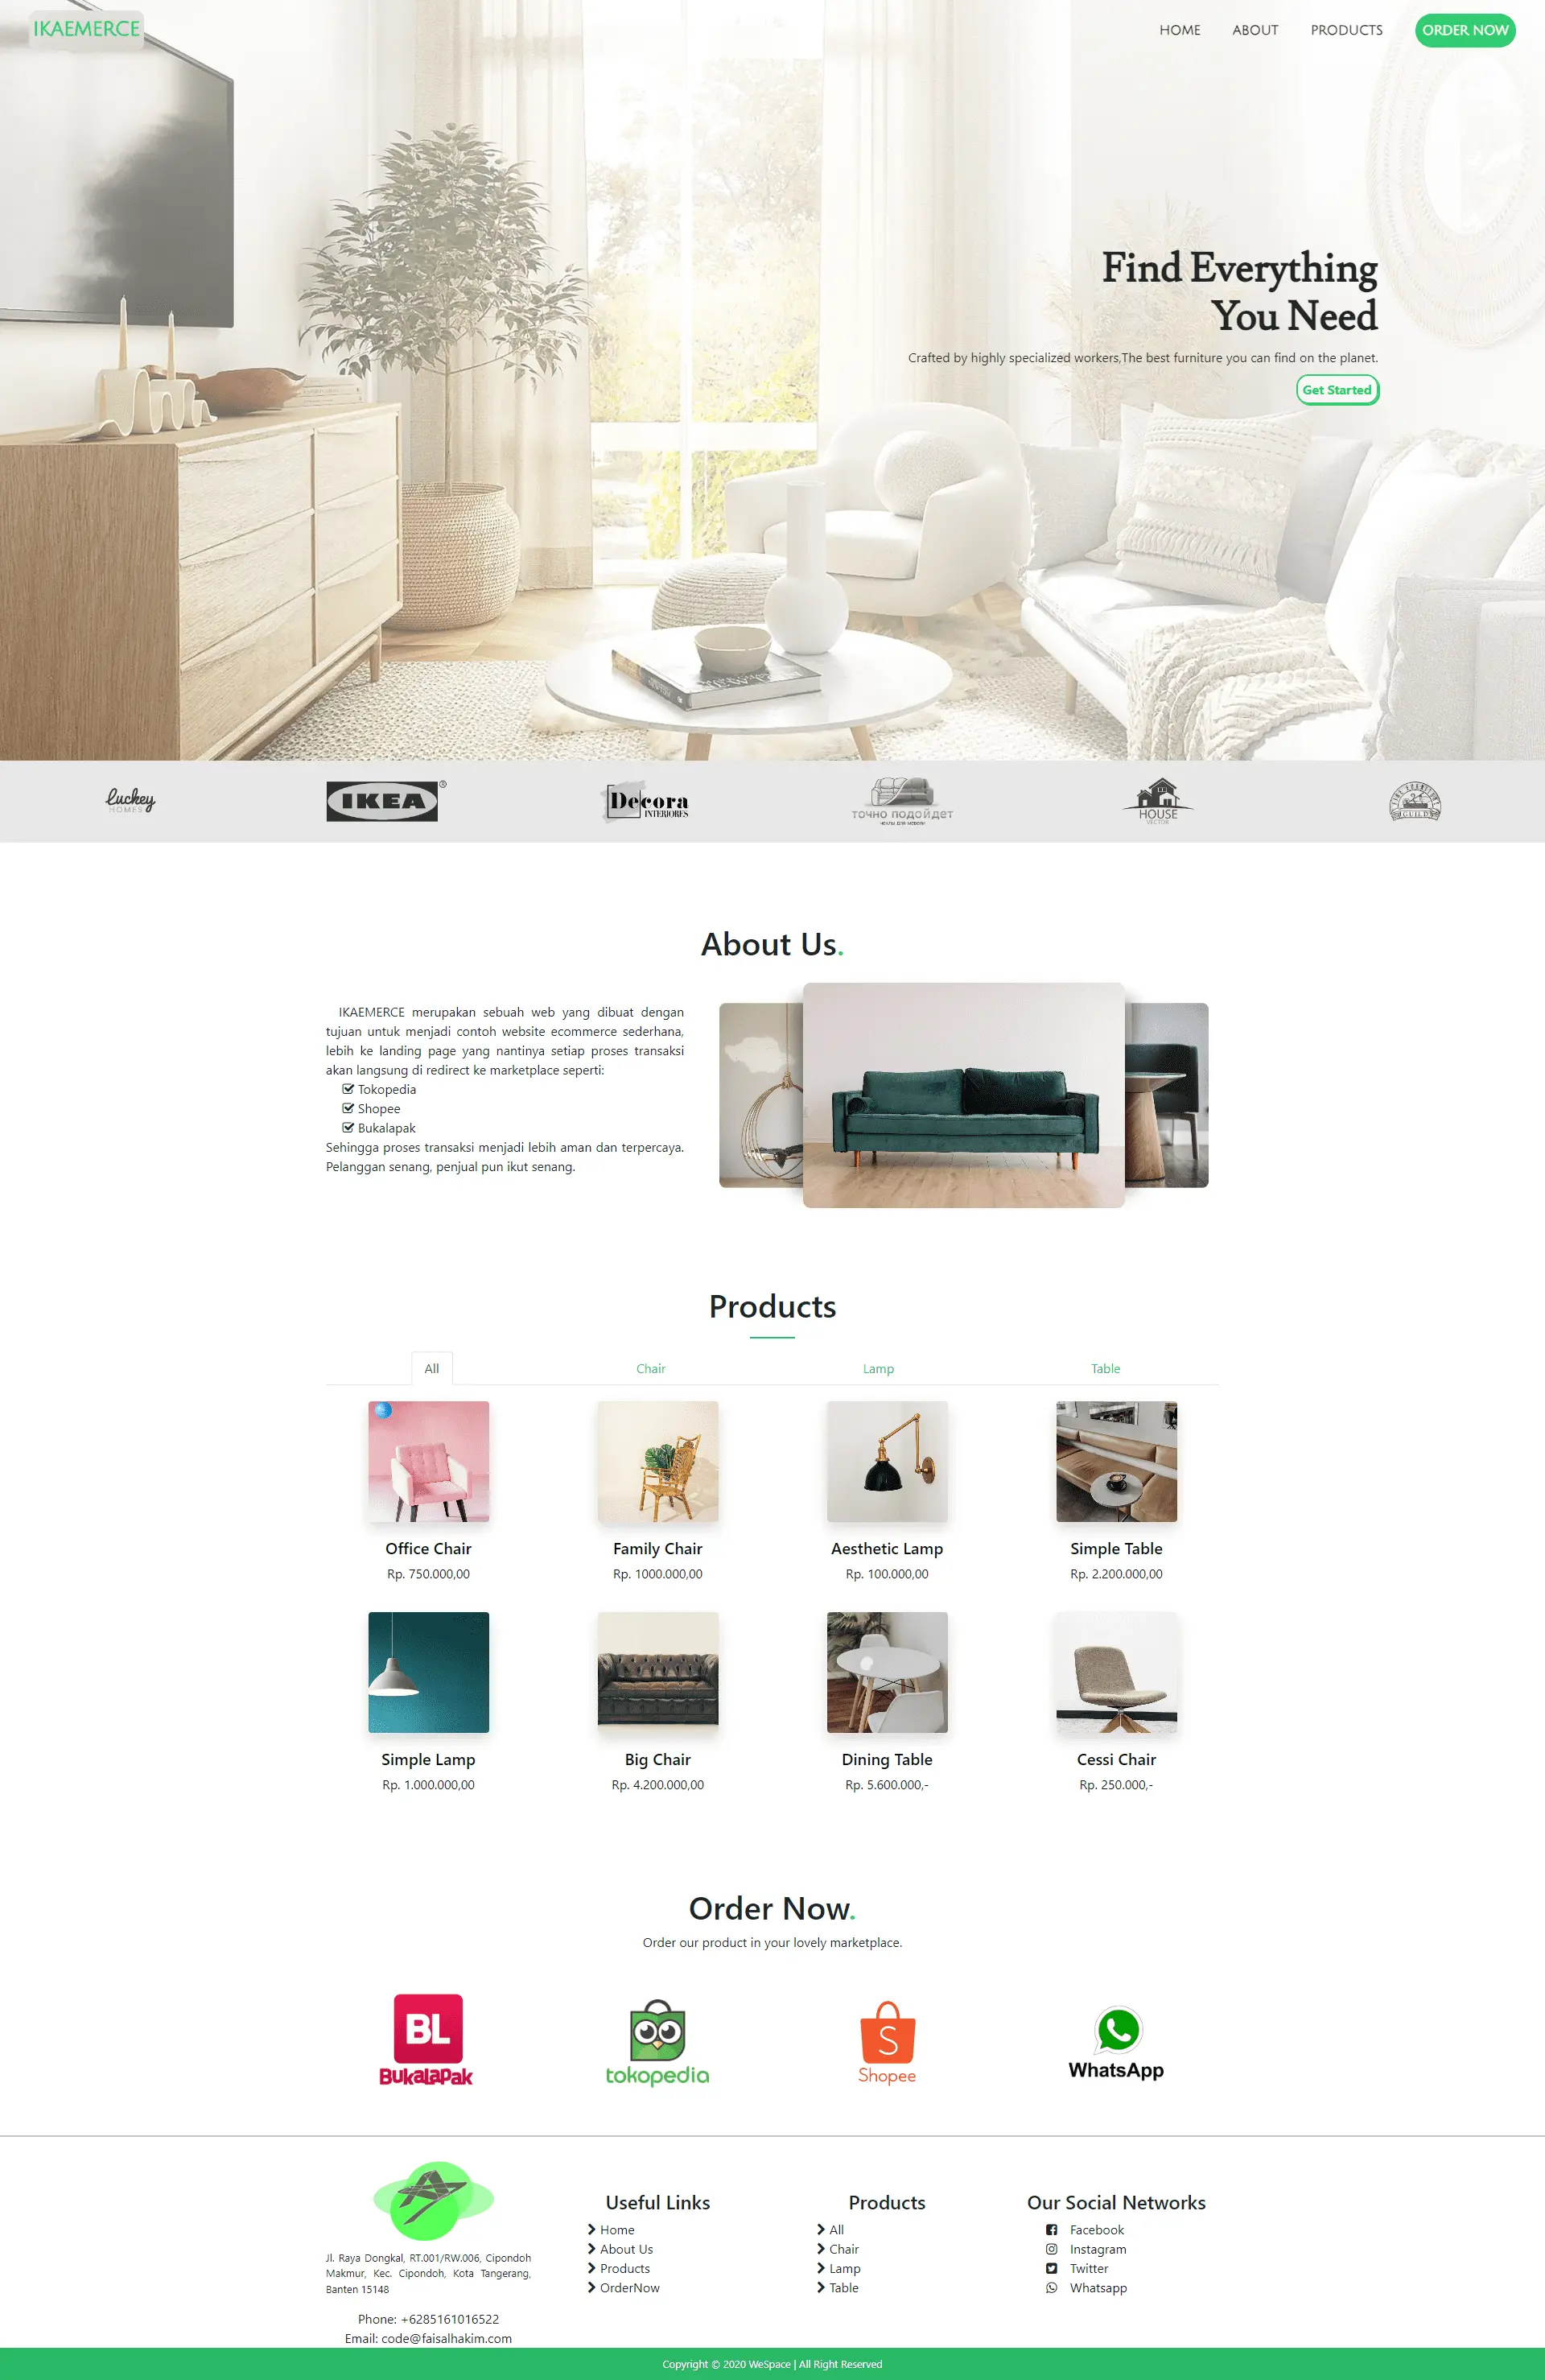 IKAEMERCE
HOME ABOUT PRODUCTS ORDER NOW
Find Everything
You Need
Crafted by highly specialized workers,The best furniture you can find on the planet.
Get Started
Luckey
HOMES
IKEA ®
Decora
INTERIORS
точно подойдет
HOUSE
VECTOR
GUILD
About Us.
IKAEMERCE merupakan sebuah web yang dibuat dengan
tujuan untuk menjadi contoh website ecommerce sederhana,
lebih ke landing page yang nantinya setiap proses transaksi
akan langsung di redirect ke marketplace seperti:
Tokopedia
Shopee
Bukalapak
Sehingga proses transaksi menjadi lebih aman dan terpercaya.
Pelanggan senang, penjual pun ikut senang.
Products
All Chair Lamp Table
Office Chair Family Chair Aesthetic Lamp Simple Table
Rp. 750.000,00 Rp. 1000.000,00 Rp. 100.000,00 Rp. 2.200.000,00
Simple Lamp Big Chair Dining Table Cessi Chair
Rp. 1.000.000,00 Rp. 4.200.000,00 Rp. 5.600.000,- Rp. 250.000,-
Order Now.
Order our product in your lovely marketplace.
BL
BukalaPak
tokopedia
S
Shopee
WhatsApp
Jl. Raya Dongkal, RT.001/RW.006, Cipondoh
Makmur, Kec. Cipondoh, Kota Tangerang,
Banten 15148
Phone: +6285161016522
Email: code@faisalhakim.com
Useful Links
Home
About Us
Products
OrderNow
Products
All
Chair
Lamp
Table
Our Social Networks
Facebook
Instagram
Twitter
Whatsapp
Copyright © 2020 WeSpace | All Right Reserved